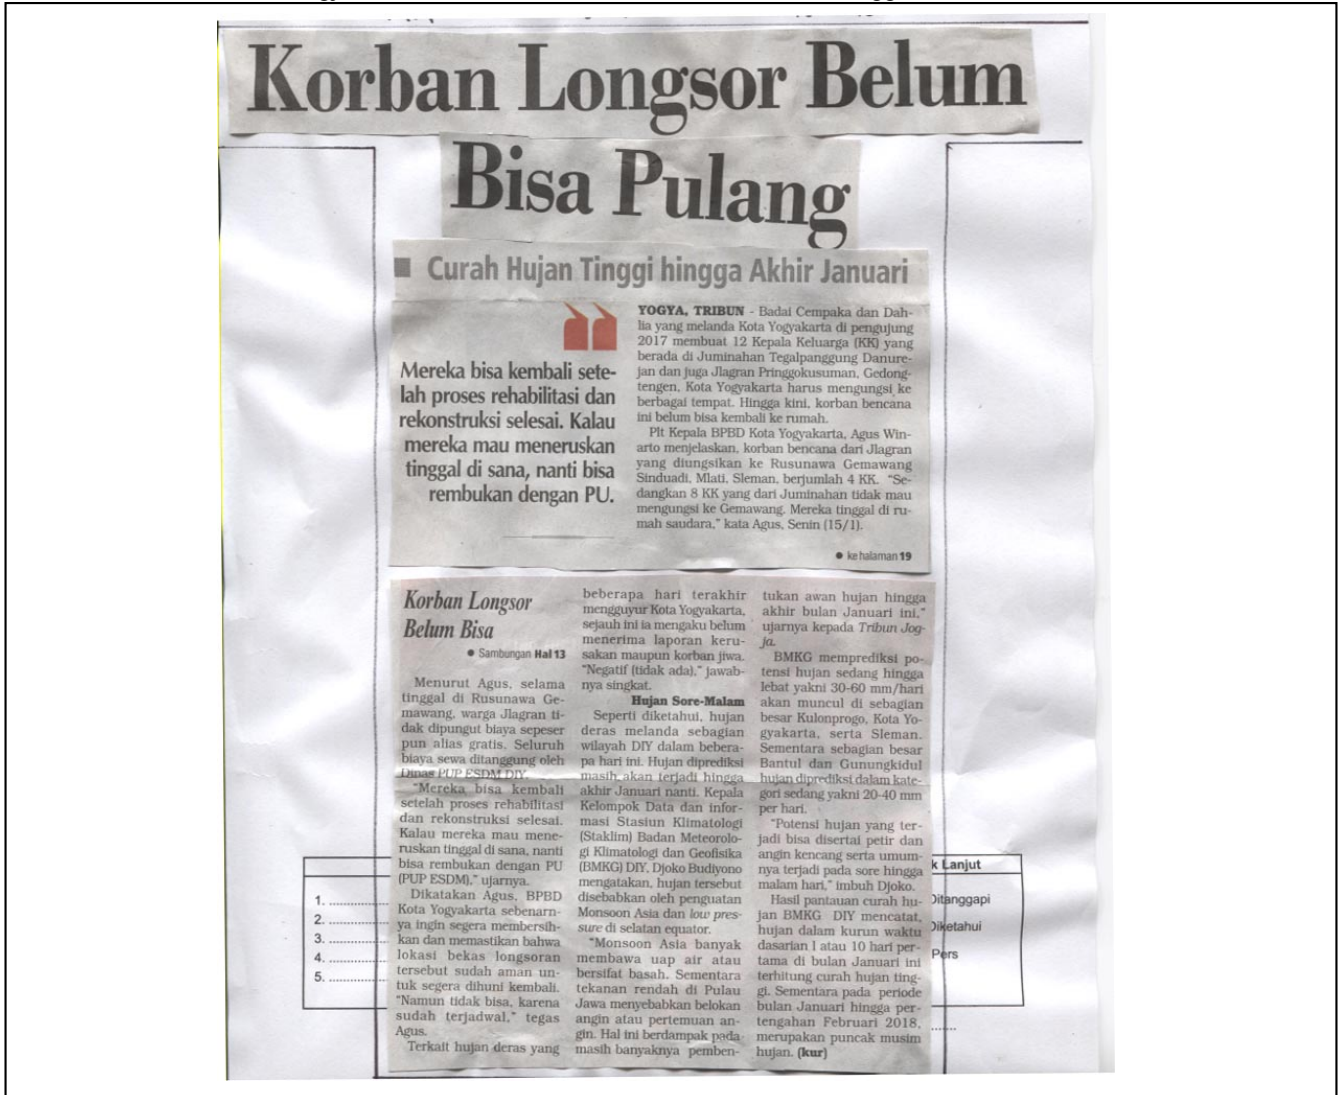 Korban Longsor Belum
Bisa Pulang
■ Curah Hujan Tinggi hingga Akhir Januari
Mereka bisa kembali sete-
lah proses rehabilitasi dan
rekonstruksi selesai. Kalau
mereka mau meneruskan
tinggal di sana, nanti bisa
rembukan dengan PU.
YOGYA, TRIBUN - Badai Cempaka dan Dah-
lia yang melanda Kota Yogyakarta di pengujung
2017 membuat 12 Kepala Keluarga (KK) yang
berada di Juminahan Tegalpanggung Danure-
jan dan juga Jlagran Pringgokusuman, Gedong-
tengen, Kota Yogyakarta harus mengungsi ke
berbagai tempat. Hingga kini, korban bencana
ini belum bisa kembali ke rumah.
Plt Kepala BPBD Kota Yogyakarta, Agus Win-
arto menjelaskan, korban bencana dari Jlagran
yang diungsikan ke Rusunawa Gemawang
Sinduadi, Mlati, Sleman, berjumlah 4 KK. "Se-
dangkan 8 KK yang dari Juminahan tidak mau
mengungsi ke Gemawang. Mereka tinggal di ru-
mah saudara," kata Agus, Senin (15/1).
● ke halaman 19
Korban Longsor
Belum Bisa
● Sambungan Hal 13
Menurut Agus, selama
tinggal di Rusunawa Ge-
mawang, warga Jlagran ti-
dak dipungut biaya sepeser
pun alias gratis. Seluruh
biaya sewa ditanggung oleh
Dinas PUP ESDM DIY.
"Mereka bisa kembali
setelah proses rehabilitasi
dan rekonstruksi selesai.
Kalau mereka mau mene-
ruskan tinggal di sana, nanti
bisa rembukan dengan PU
(PUP ESDM)," ujarnya.
Dikatakan Agus, BPBD
Kota Yogyakarta sebenarn-
ya ingin segera membersih-
kan dan memastikan bahwa
lokasi bekas longsoran
tersebut sudah aman un-
tuk segera dihuni kembali.
"Namun tidak bisa, karena
sudah terjadwal," tegas
Agus.
Terkait hujan deras yang
beberapa hari terakhir
mengguyur Kota Yogyakarta,
sejauh ini ia mengaku belum
menerima laporan keru-
sakan maupun korban jiwa.
"Negatif (tidak ada)," jawab-
nya singkat.
Hujan Sore-Malam
Seperti diketahui, hujan
deras melanda sebagian
wilayah DIY dalam bebera-
pa hari ini. Hujan diprediksi
masih akan terjadi hingga
akhir Januari nanti. Kepala
Kelompok Data dan infor-
masi Stasiun Klimatologi
(Staklim) Badan Meteorolo-
gi Klimatologi dan Geofisika
(BMKG) DIY, Djoko Budiyono
mengatakan, hujan tersebut
disebabkan oleh penguatan
Monsoon Asia dan low pres-
sure di selatan equator.
"Monsoon Asia banyak
membawa uap air atau
bersifat basah. Sementara
tekanan rendah di Pulau
Jawa menyebabkan belokan
angin atau pertemuan an-
gin. Hal ini berdampak pada
masih banyaknya pemben-
tukan awan hujan hingga
akhir bulan Januari ini,"
ujarnya kepada Tribun Jog-
ja.
BMKG memprediksi po-
tensi hujan sedang hingga
lebat yakni 30-60 mm/hari
akan muncul di sebagian
besar Kulonprogo, Kota Yo-
gyakarta, serta Sleman.
Sementara sebagian besar
Bantul dan Gunungkidul
hujan diprediksi dalam kate-
gori sedang yakni 20-40 mm
per hari.
"Potensi hujan yang ter-
jadi bisa disertai petir dan
angin kencang serta umum-
nya terjadi pada sore hingga
malam hari," imbuh Djoko.
Hasil pantauan curah hu-
jan BMKG DIY mencatat,
hujan dalam kurun waktu
dasarian I atau 10 hari per-
tama di bulan Januari ini
terhitung curah hujan ting-
gi. Sementara pada periode
bulan Januari hingga per-
tengahan Februari 2018,
merupakan puncak musim
hujan. (kur)
1. ..............
2. ..............
3. ..............
4. ..............
5. ..............
k Lanjut
Ditanggapi
Diketahui
Pers